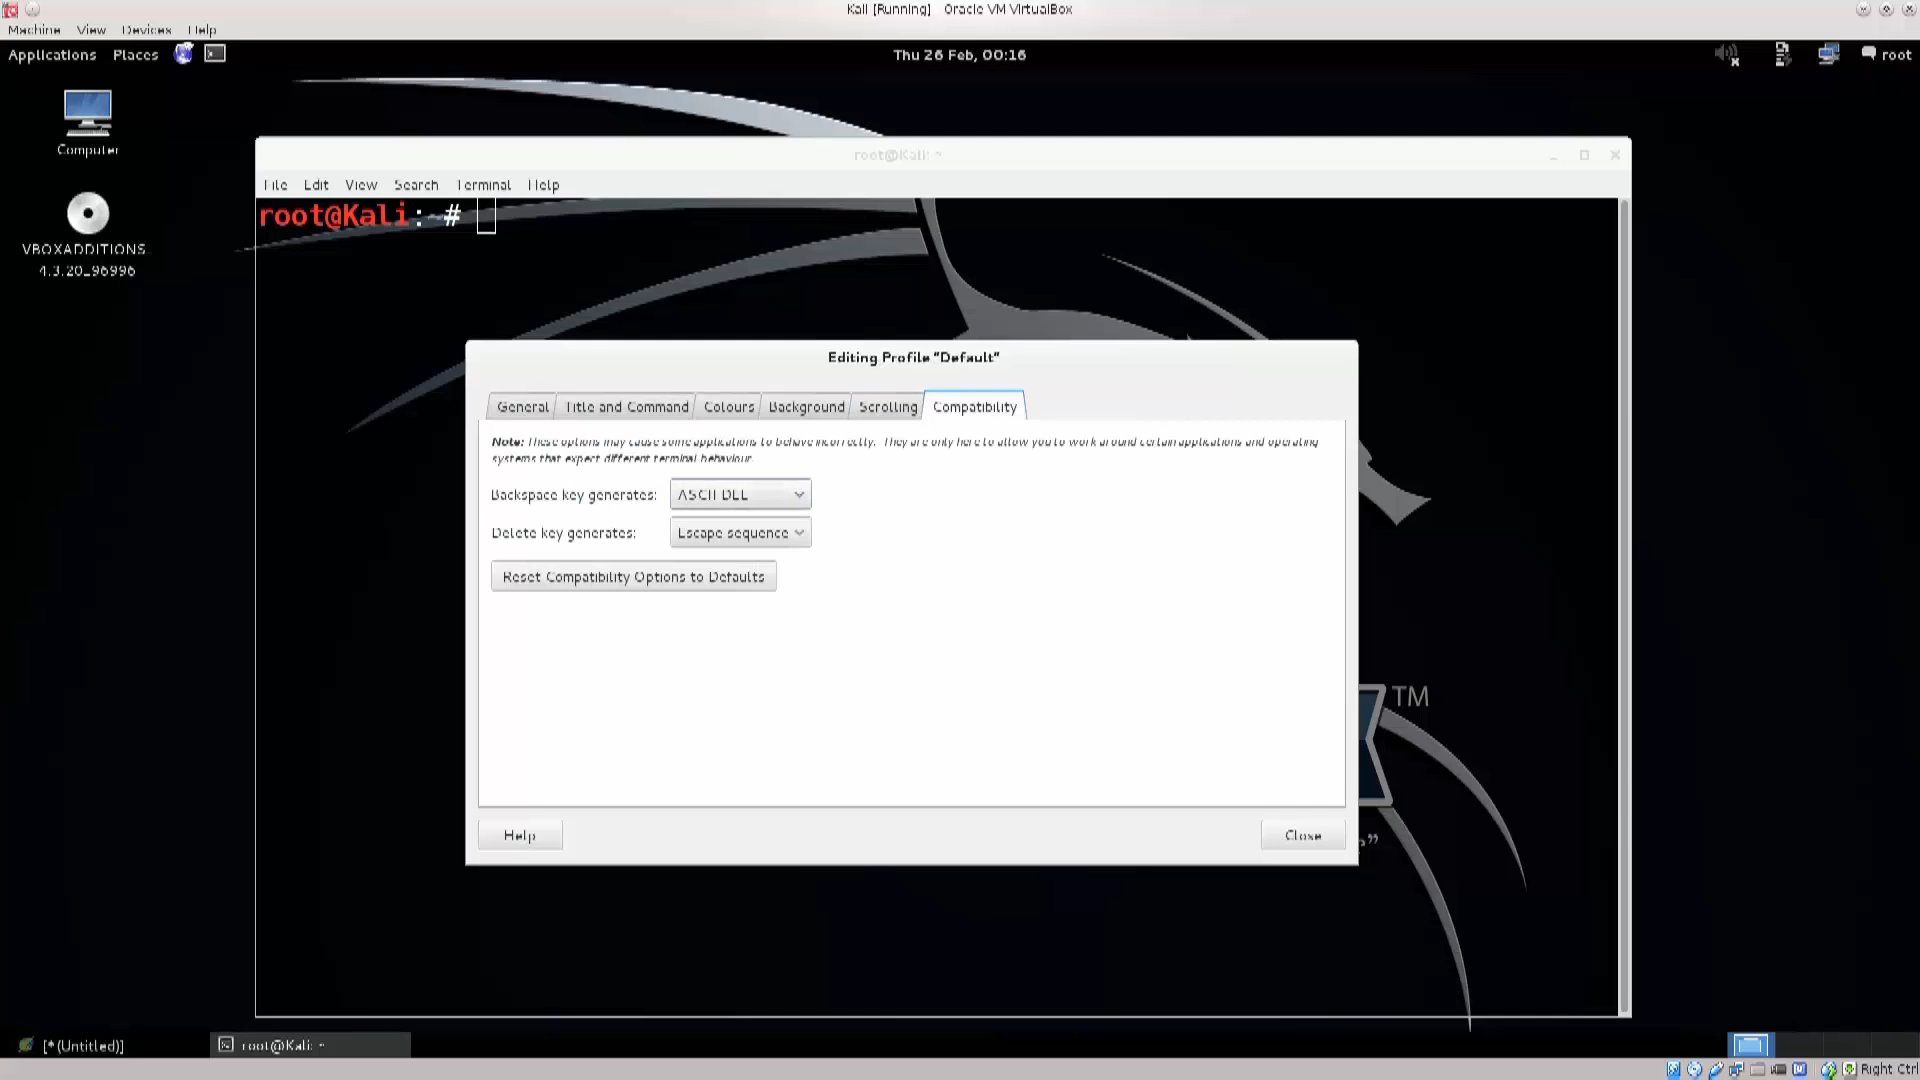 Kali [Running] - Oracle VM VirtualBox
Machine View Devices Help
Applications Places
Thu 26 Feb, 00:16
root
Computer
VBOXADDITIONS_
4.3.20_96996
root@Kali: ~
File Edit View Search Terminal Help
root@Kali:~#
Editing Profile “Default”
General Title and Command Colours Background Scrolling Compatibility
Note: These options may cause some applications to behave incorrectly. They are only here to allow you to work around certain applications and operating
systems that expect different terminal behaviour.
Backspace key generates: ASCII DEL
Delete key generates: Escape sequence
Reset Compatibility Options to Defaults
Help Close
TM
”
[*(Untitled)]
root@Kali: ~
Right Ctrl